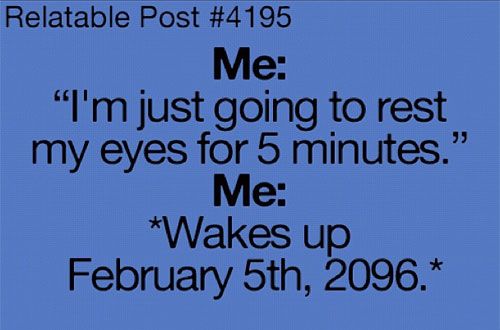 Relatable Post #4195
Me:
“I'm just going to rest
my eyes for 5 minutes.”
Me:
*Wakes up
February 5th, 2096.*